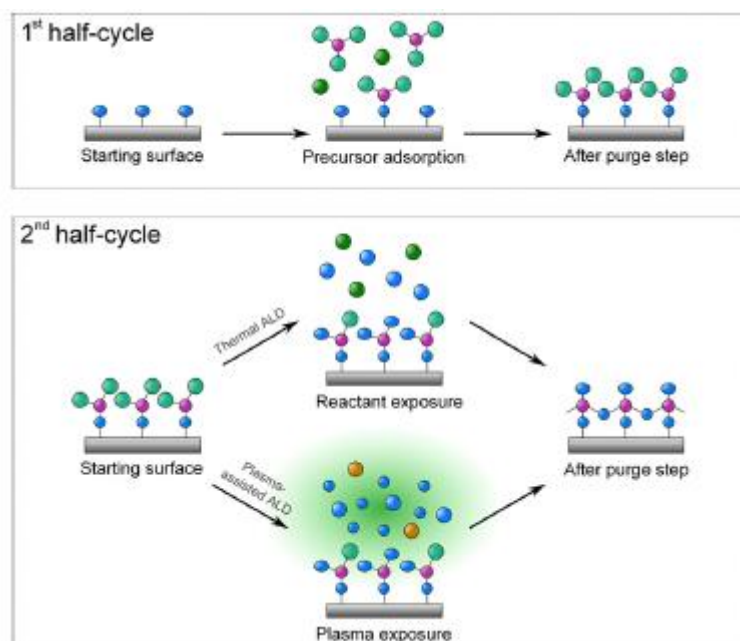 1st half-cycle
Starting surface
Precursor adsorption
After purge step
2nd half-cycle
Thermal ALD
Reactant exposure
Starting surface
After purge step
Plasma-
assisted ALD
Plasma exposure